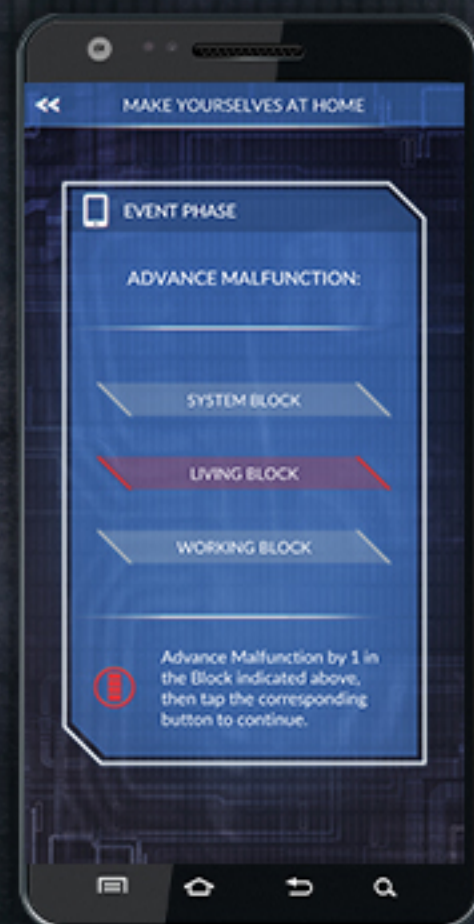 MAKE YOURSELVES AT HOME
EVENT PHASE
ADVANCE MALFUNCTION:
SYSTEM BLOCK
LIVING BLOCK
WORKING BLOCK
Advance Malfunction by 1 in
the Block indicated above,
then tap the corresponding
button to continue.